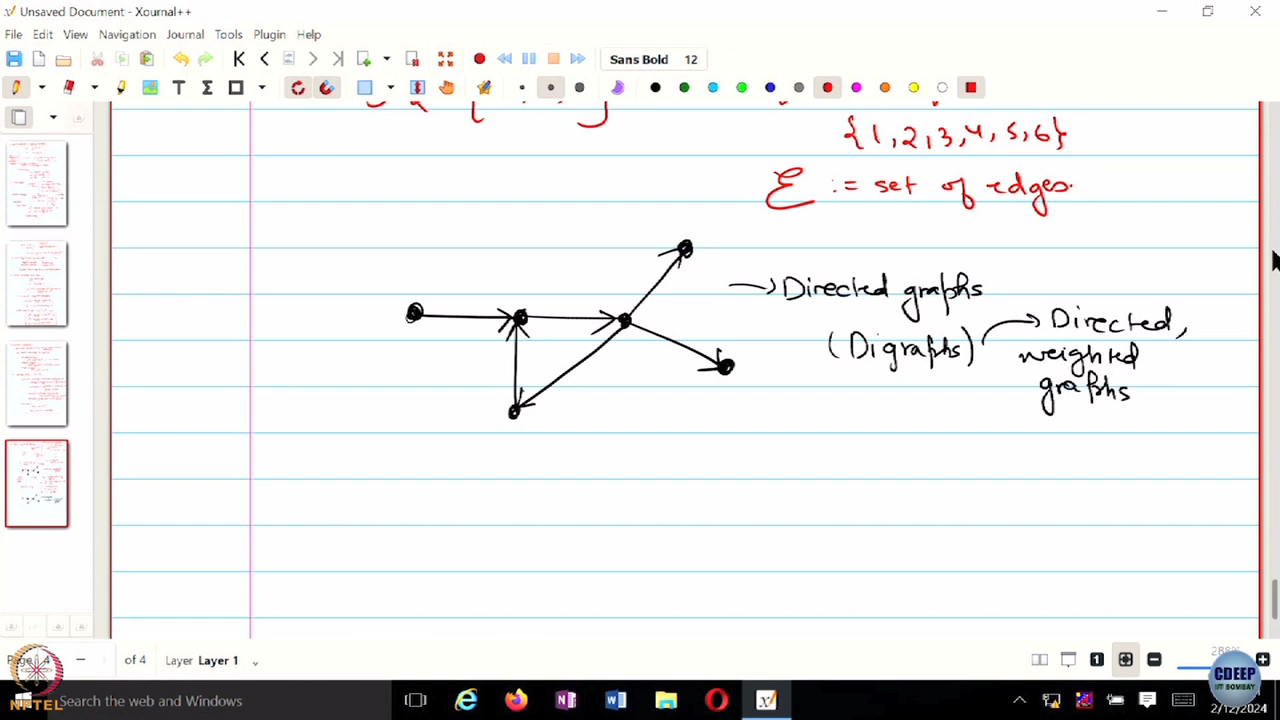 Unsaved Document - Xournal++
File Edit View Navigation Journal Tools Plugin Help
Sans Bold 12
{1,2,3,4,5,6}
ℰ := set of edges.
→ Directed graphs
(Digraphs) → Directed,
weighted
graphs
of 4 Layer Layer 1
288%
NPTEL
Search the web and Windows
CDEEP
IIT BOMBAY
2/12/2024